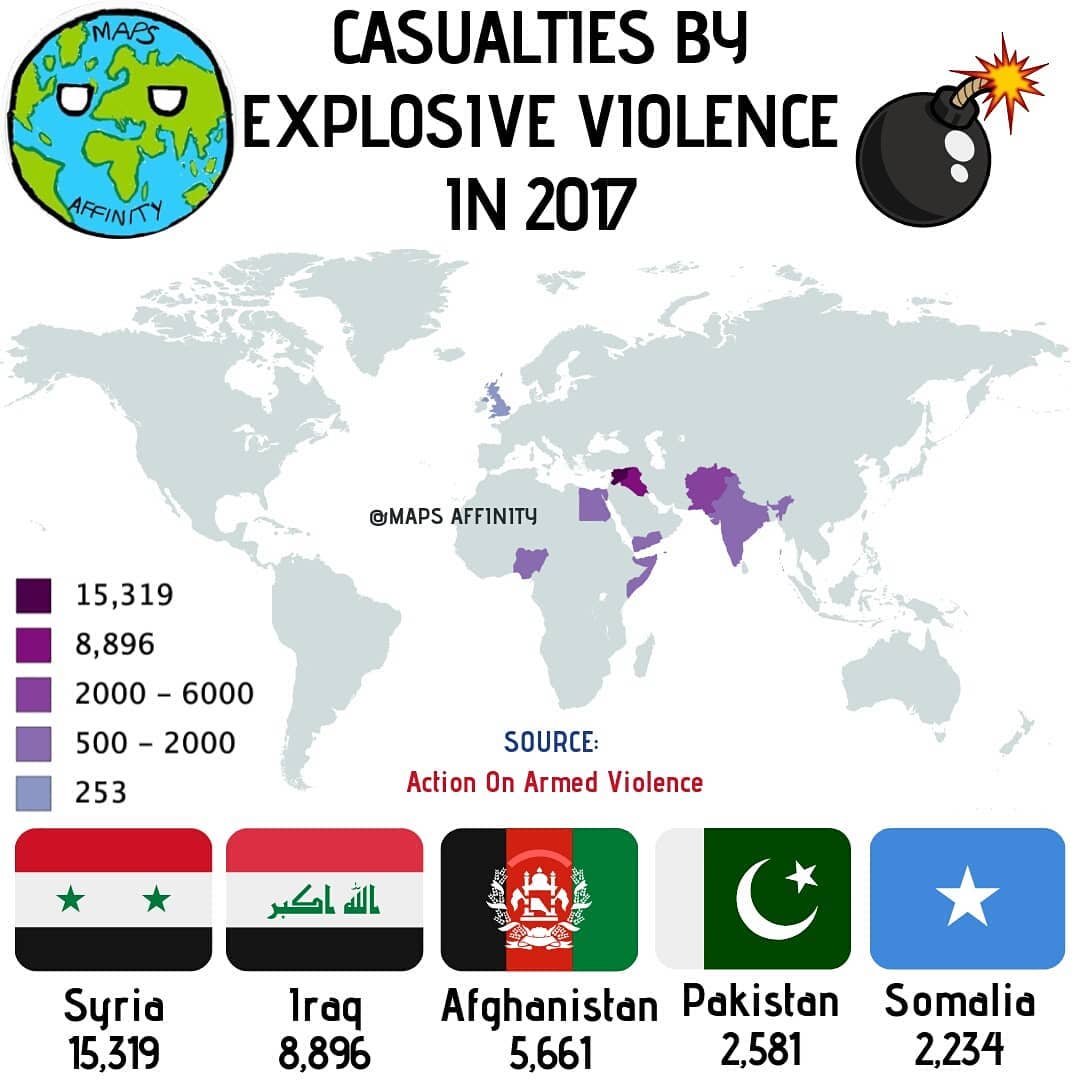 MAPS
AFFINITY
CASUALTIES BY
EXPLOSIVE VIOLENCE
IN 2017
@MAPS AFFINITY
15,319
8,896
2000 – 6000
500 – 2000
253
SOURCE:
Action On Armed Violence
الله اكبر
Syria
15,319
Iraq
8,896
Afghanistan
5,661
Pakistan
2,581
Somalia
2,234